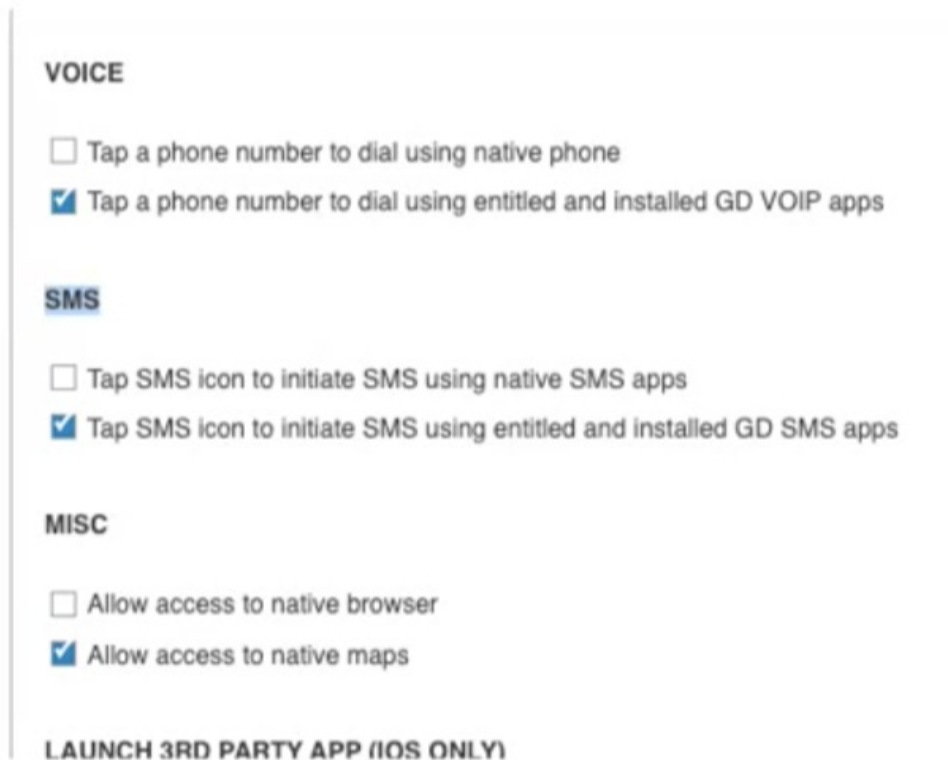 VOICE
Tap a phone number to dial using native phone
Tap a phone number to dial using entitled and installed GD VOIP apps
SMS
Tap SMS icon to initiate SMS using native SMS apps
Tap SMS icon to initiate SMS using entitled and installed GD SMS apps
MISC
Allow access to native browser
Allow access to native maps
LAUNCH 3RD PARTY APP (IOS ONLY)